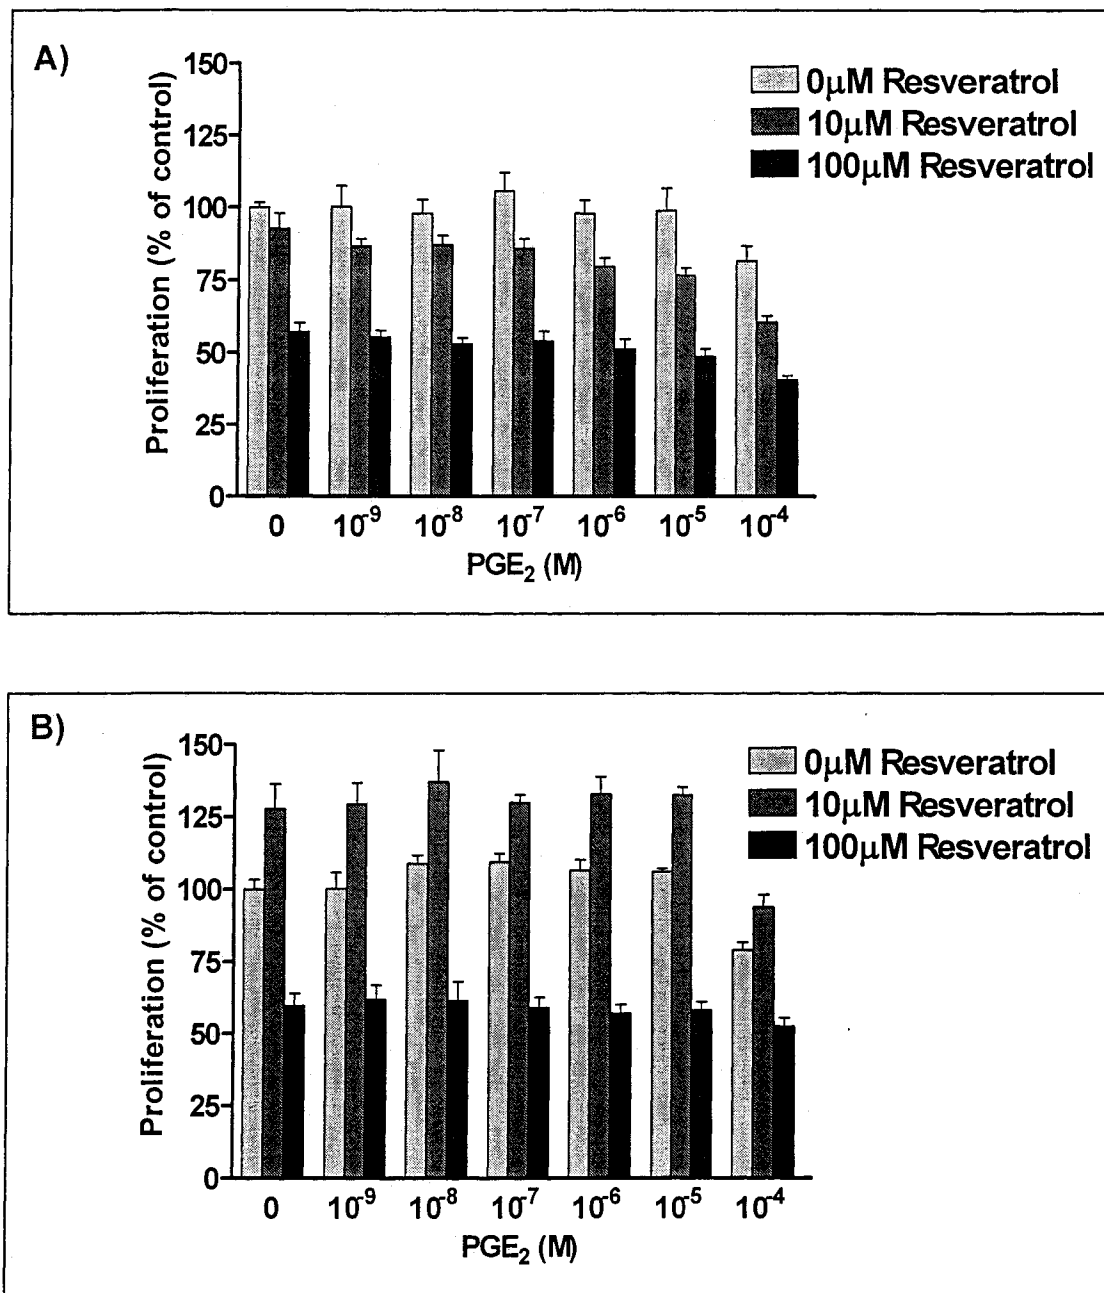 A)
Proliferation (% of control)
150
125
100
75
50
25
0
0μM Resveratrol
10μM Resveratrol
100μM Resveratrol
0 10⁻⁹ 10⁻⁸ 10⁻⁷ 10⁻⁶ 10⁻⁵ 10⁻⁴
PGE₂ (M)
B)
Proliferation (% of control)
150
125
100
75
50
25
0
0μM Resveratrol
10μM Resveratrol
100μM Resveratrol
0 10⁻⁹ 10⁻⁸ 10⁻⁷ 10⁻⁶ 10⁻⁵ 10⁻⁴
PGE₂ (M)